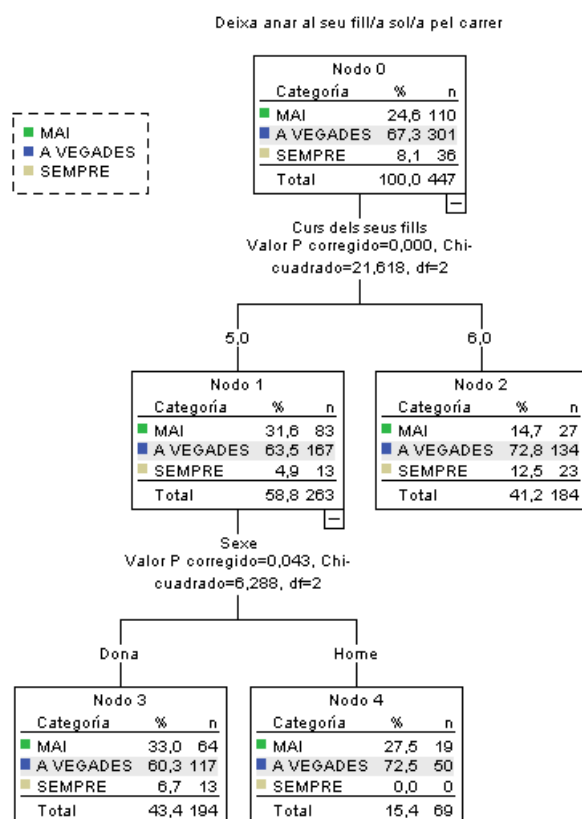 Deixa anar al seu fill/a sol/a pel carrer
MAI
A VEGADES
SEMPRE
Nodo 0
Categoría % n
MAI 24,6 110
A VEGADES 67,3 301
SEMPRE 8,1 36
Total 100,0 447
Curs dels seus fills
Valor P corregido=0,000, Chi-
cuadrado=21,618, df=2
5,0
6,0
Nodo 1
Categoría % n
MAI 31,6 83
A VEGADES 63,5 167
SEMPRE 4,9 13
Total 58,8 263
Nodo 2
Categoría % n
MAI 14,7 27
A VEGADES 72,8 134
SEMPRE 12,5 23
Total 41,2 184
Sexe
Valor P corregido=0,043, Chi-
cuadrado=6,288, df=2
Dona
Home
Nodo 3
Categoría % n
MAI 33,0 64
A VEGADES 60,3 117
SEMPRE 6,7 13
Total 43,4 194
Nodo 4
Categoría % n
MAI 27,5 19
A VEGADES 72,5 50
SEMPRE 0,0 0
Total 15,4 69